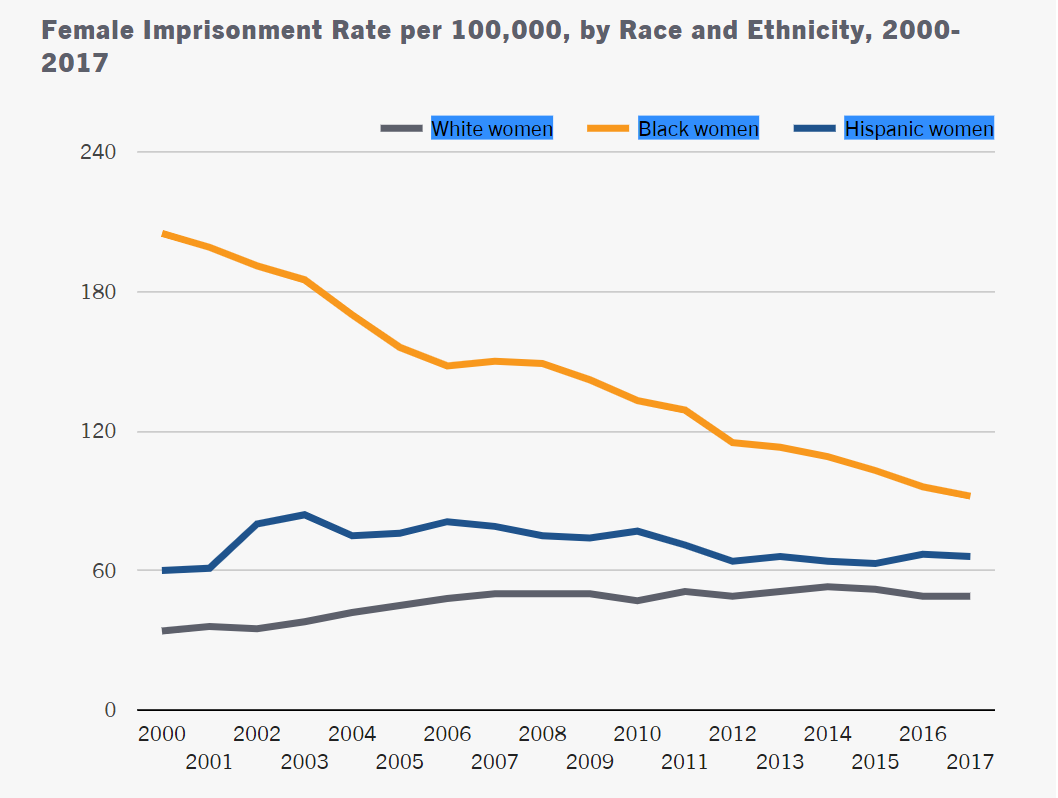 Female Imprisonment Rate per 100,000, by Race and Ethnicity, 2000-
2017
White women Black women Hispanic women
240
180
120
60
0
2000 2002 2004 2006 2008 2010 2012 2014 2016
2001 2003 2005 2007 2009 2011 2013 2015 2017